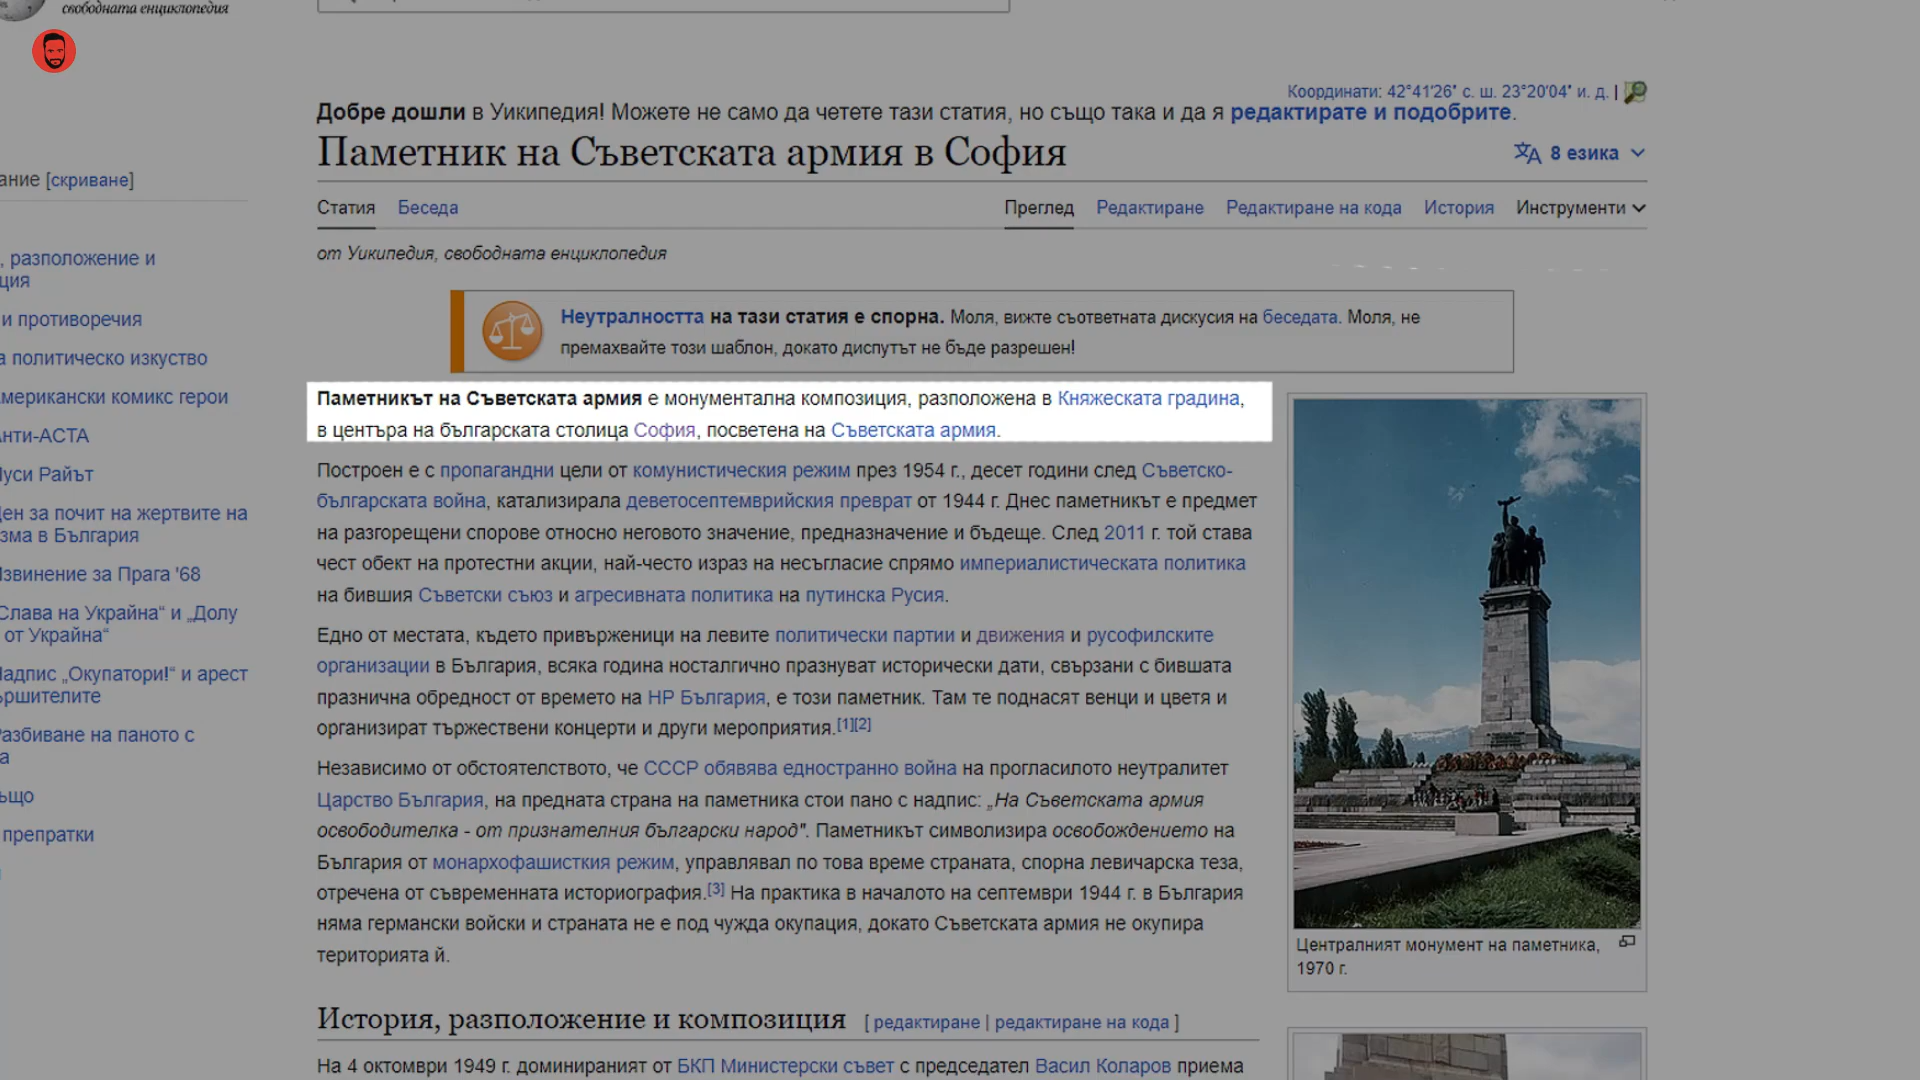 свободната енциклопедия
Координати: 42°41′26″ с. ш. 23°20′04″ и. д. |
Добре дошли в Уикипедия! Можете не само да четете тази статия, но също така и да я редактирате и подобрите.
Паметник на Съветската армия в София
8 езика
[скриване]
Статия Беседа Преглед Редактиране Редактиране на кода История Инструменти
от Уикипедия, свободната енциклопедия
, разположение и
и противоречия
политическо изкуство
комикс герои
Неутралността на тази статия е спорна. Моля, вижте съответната дискусия на беседата. Моля, не
премахвайте този шаблон, докато диспутът не бъде разрешен!
Паметникът на Съветската армия е монументална композиция, разположена в Княжеската градина,
в центъра на българската столица София, посветена на Съветската армия.
Построен е с пропагандни цели от комунистическия режим през 1954 г., десет години след Съветско-
българската война, катализирала деветосептемврийския преврат от 1944 г. Днес паметникът е предмет
на разгорещени спорове относно неговото значение, предназначение и бъдеще. След 2011 г. той става
чест обект на протестни акции, най-често израз на несъгласие спрямо империалистическата политика
на бившия Съветски съюз и агресивната политика на путинска Русия.
Едно от местата, където привърженици на левите политически партии и движения и русофилските
организации в България, всяка година носталгично празнуват исторически дати, свързани с бившата
празнична обредност от времето на НР България, е този паметник. Там те поднасят венци и цветя и
организират тържествени концерти и други мероприятия.[1][2]
Независимо от обстоятелството, че СССР обявява едностранно война на прогласилото неутралитет
Царство България, на предната страна на паметника стои пано с надпис: „На Съветската армия
освободителка - от признателния български народ". Паметникът символизира освобождението на
България от монархофашисткия режим, управлявал по това време страната, спорна левичарска теза,
отречена от съвременната историография.[3] На практика в началото на септември 1944 г. в България
няма германски войски и страната не е под чужда окупация, докато Съветската армия не окупира
територията ѝ.
-АСТА
Райът
за почит на жертвите на
в България
за Прага '68
Слава на Украйна“ и „Долу
от Украйна“
„Окупатори!“ и арест
на паното с
препратки
Централният монумент на паметника,
1970 г.
История, разположение и композиция [ редактиране | редактиране на кода ]
На 4 октомври 1949 г. доминираният от БКП Министерски съвет с председател Васил Коларов приема